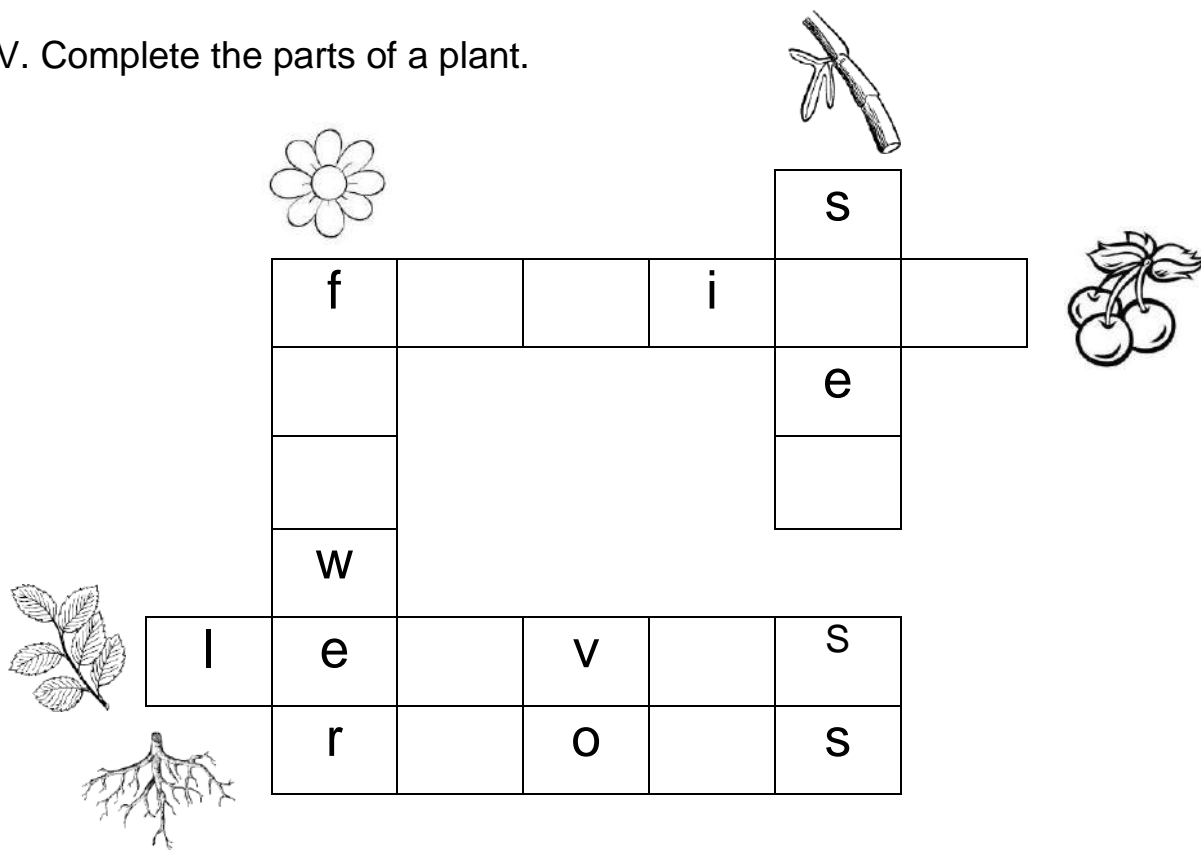 V. Complete the parts of a plant.
s
f i
e
w
l e v s
r o s